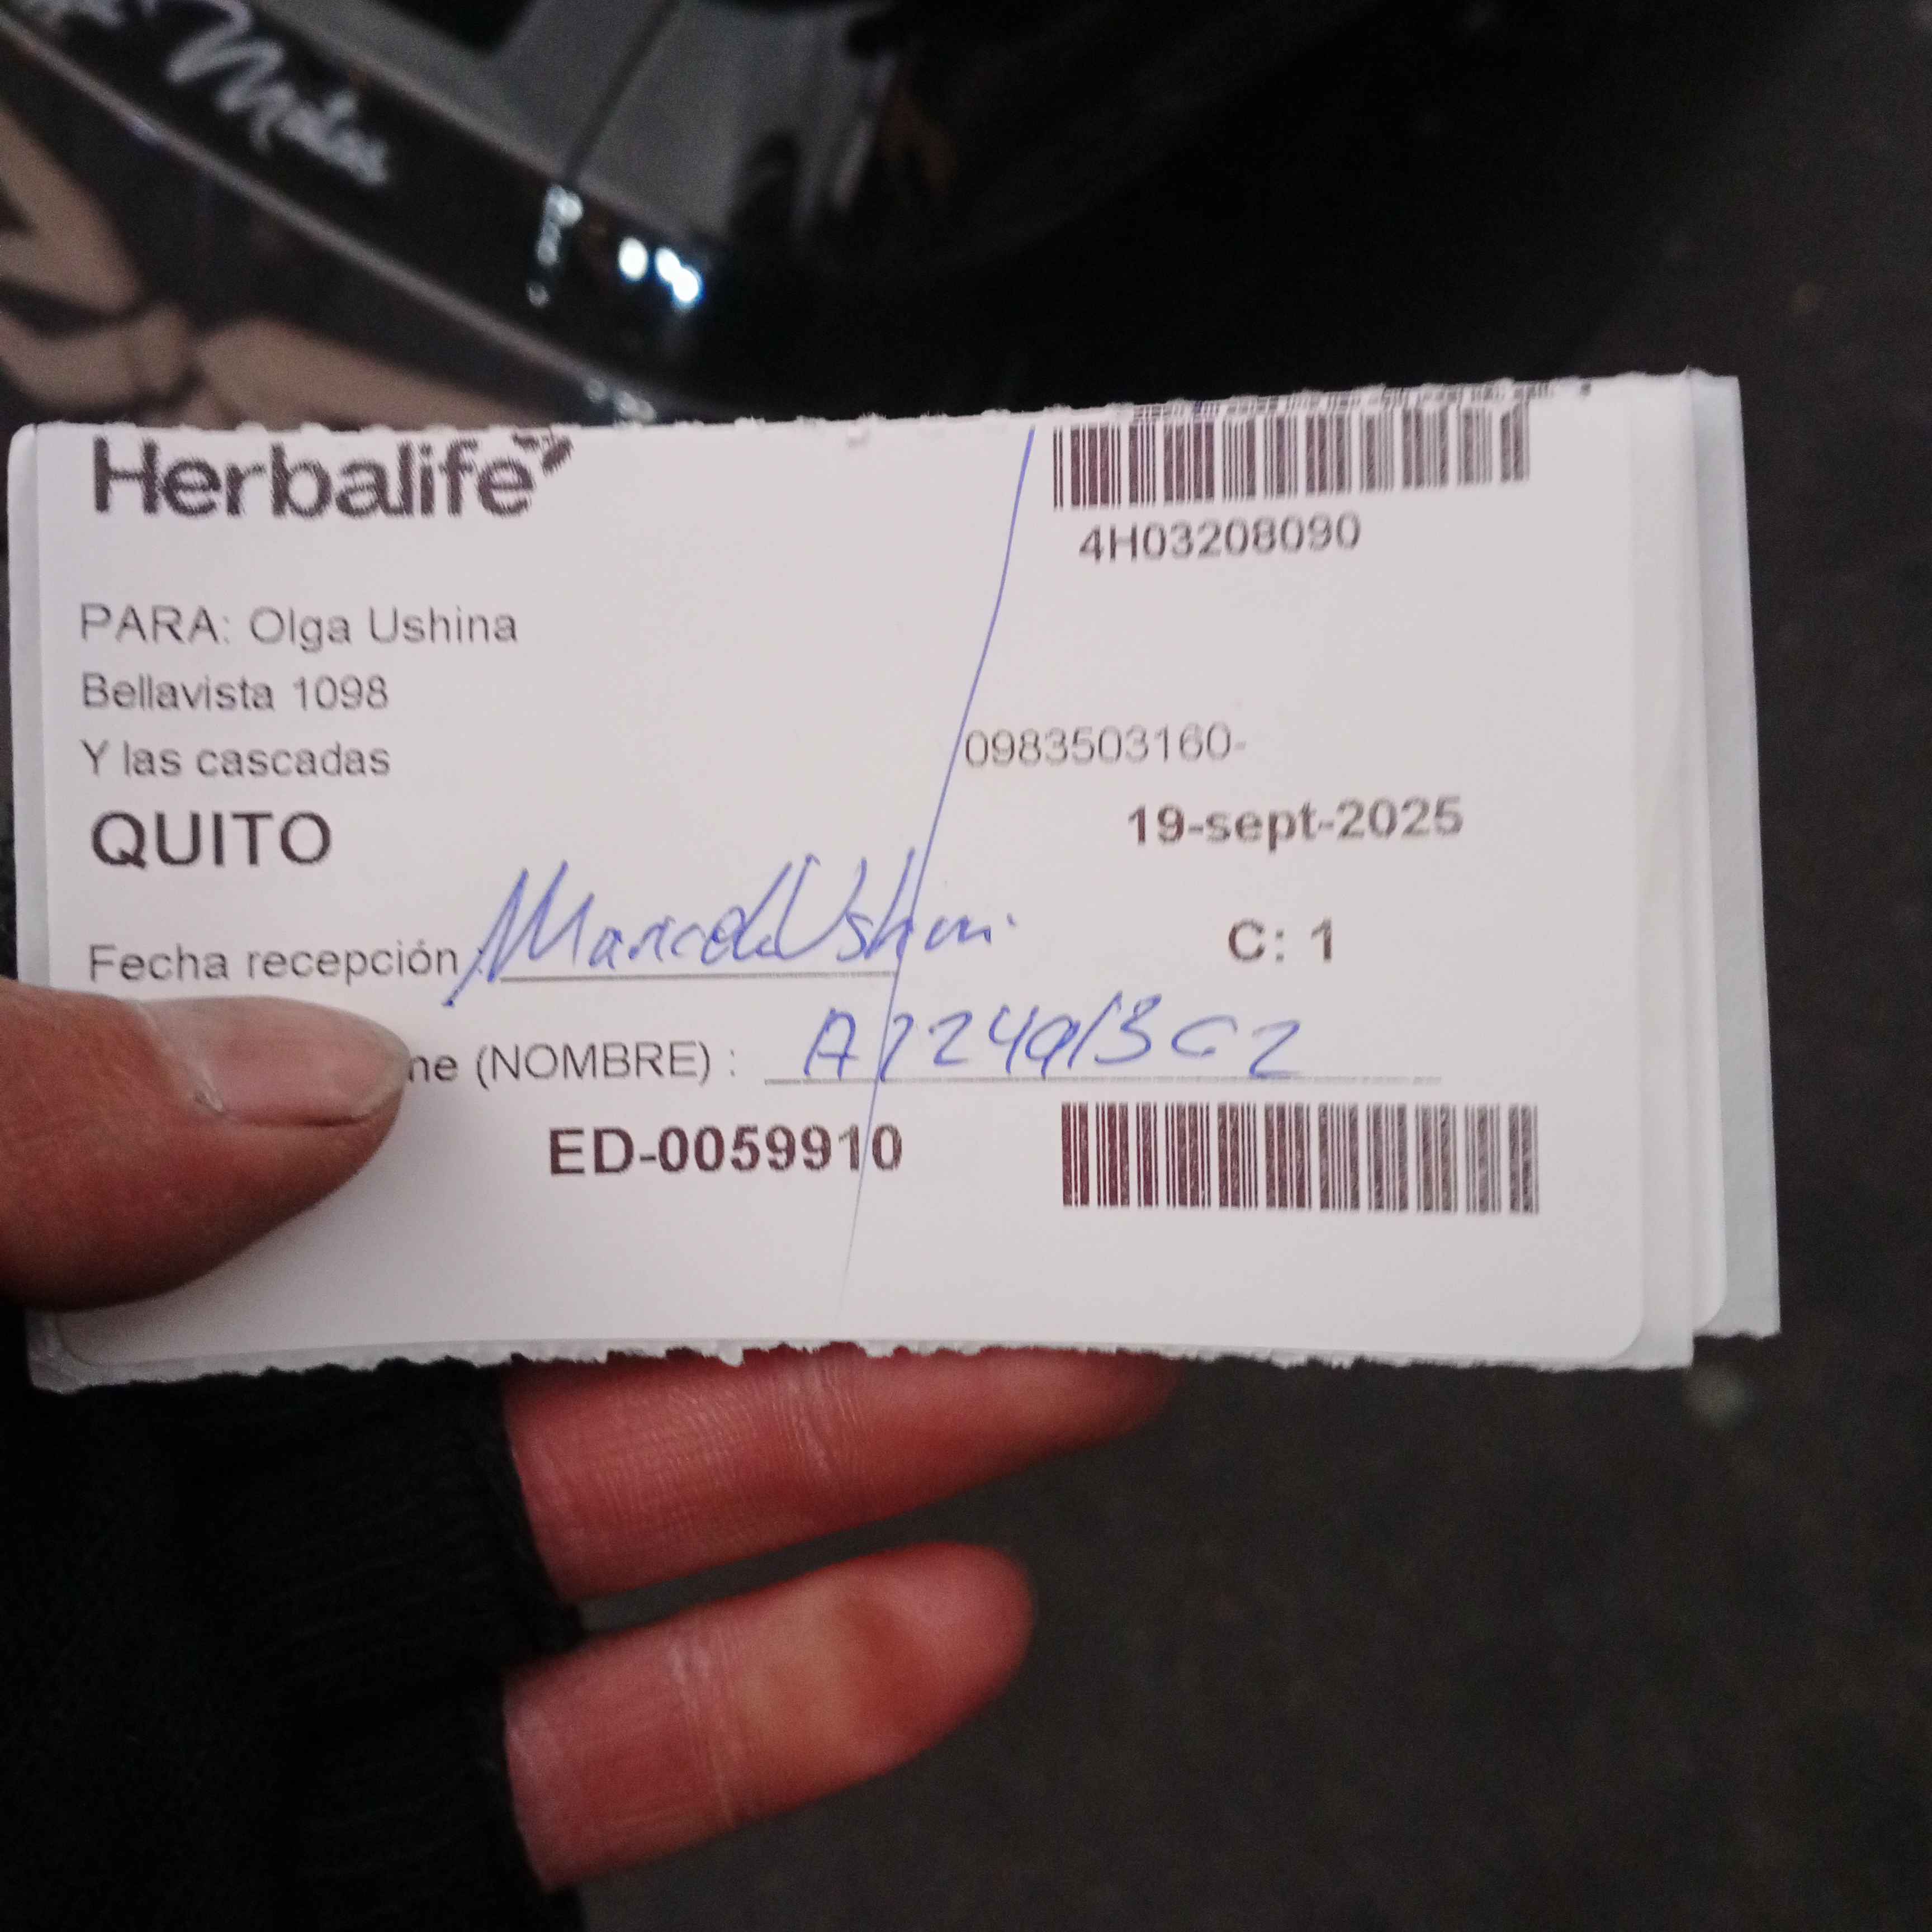 Herbalife
4H03208090
PARA: Olga Ushina
Bellavista 1098
Y las cascadas
0983503160-
QUITO
19-sept-2025
Fecha recepción
C: 1
(NOMBRE) :
ED-0059910